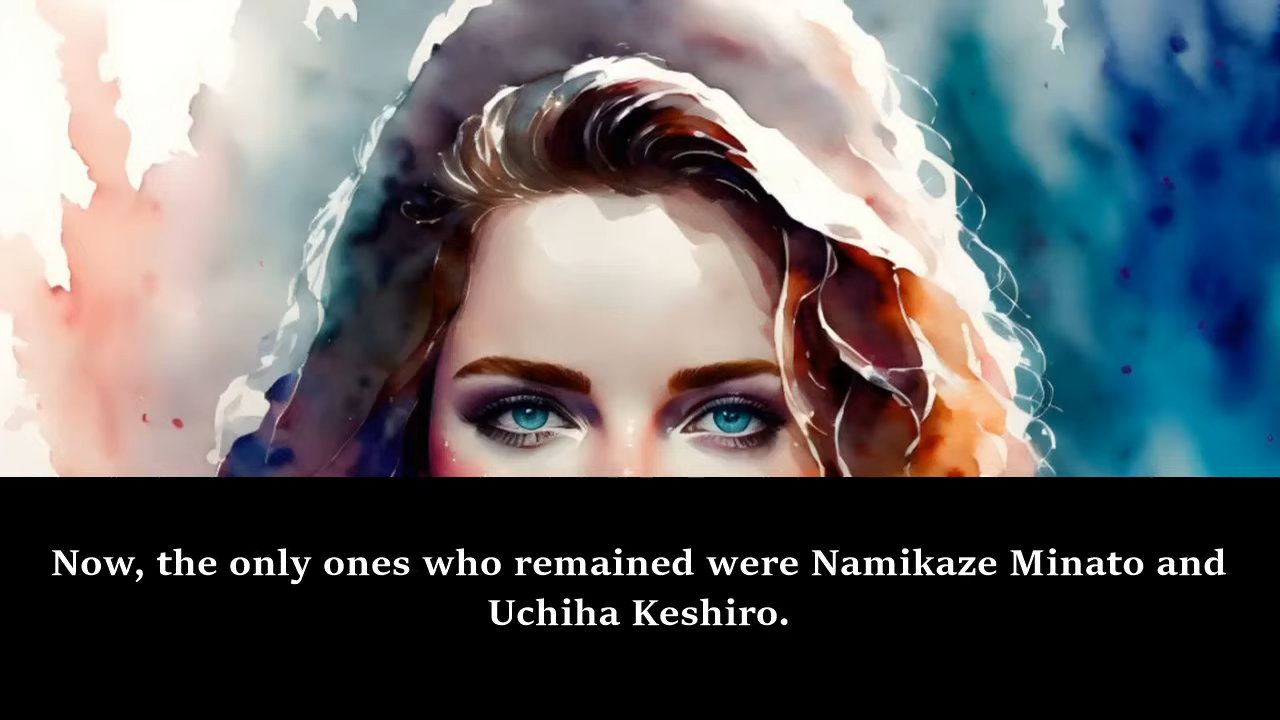 Now, the only ones who remained were Namikaze Minato and
Uchiha Keshiro.